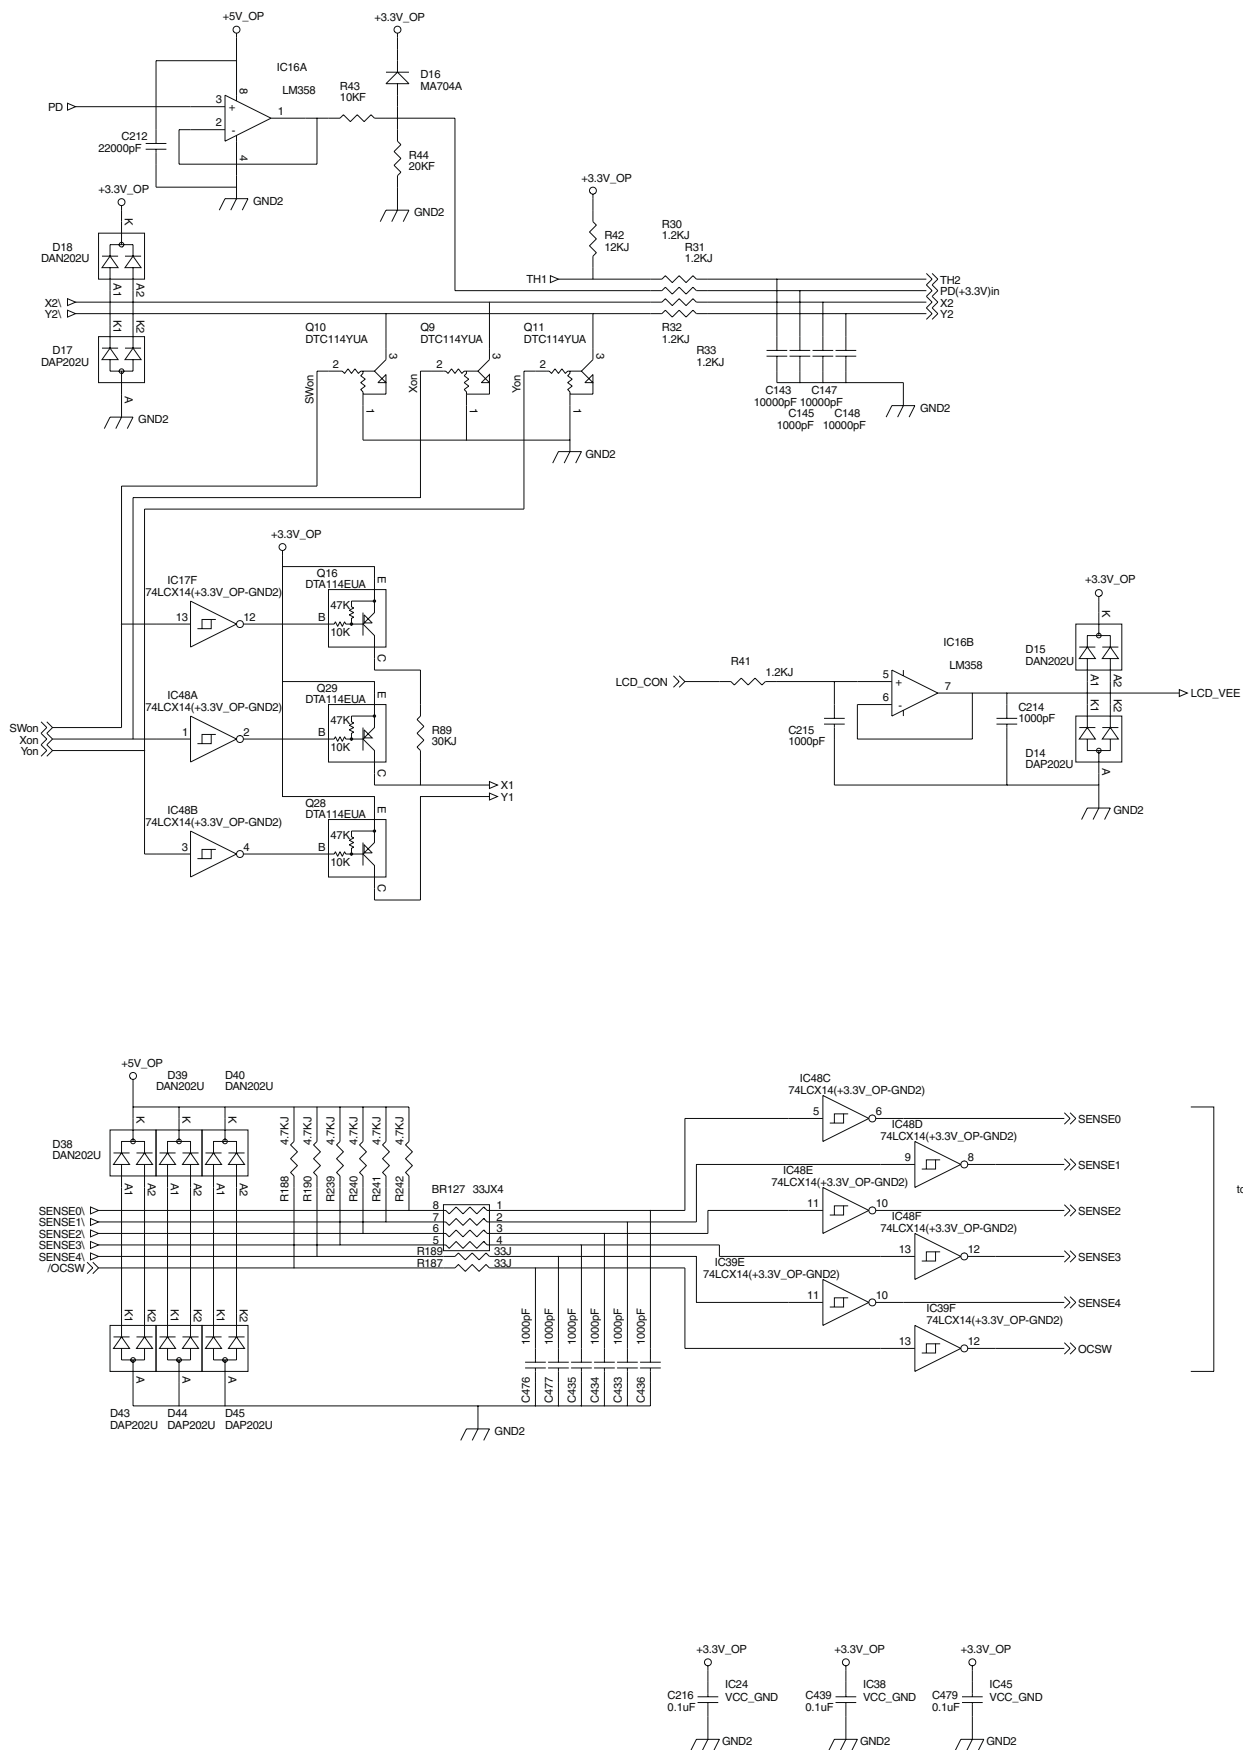 +5V_OP
+3.3V_OP
IC16A
LM358
D16
MA704A
R43
10KF
PD
3
2
1
8
4
+
-
C212
22000pF
R44
20KF
GND2
GND2
+3.3V_OP
K
D18
DAN202U
A1
A2
X2\
Y2\
K1
K2
D17
DAP202U
A
GND2
+3.3V_OP
R42
12KJ
R30
1.2KJ
R31
1.2KJ
TH1
TH2
PD(+3.3V)in
X2
Y2
R32
1.2KJ
R33
1.2KJ
Q10
DTC114YUA
Q9
DTC114YUA
Q11
DTC114YUA
2
3
1
2
3
1
2
3
1
SWon
Xon
Yon
GND2
C143
10000pF
C147
10000pF
C145
1000pF
C148
10000pF
GND2
+3.3V_OP
IC17F
74LCX14(+3.3V_OP-GND2)
13
12
Q16
DTA114EUA
E
47K
B
10K
C
IC48A
74LCX14(+3.3V_OP-GND2)
1
2
Q29
DTA114EUA
E
47K
B
10K
C
SWon
Xon
Yon
R89
30KJ
X1
Y1
IC48B
74LCX14(+3.3V_OP-GND2)
3
4
Q28
DTA114EUA
E
47K
B
10K
C
+3.3V_OP
K
IC16B
LM358
D15
DAN202U
A1
A2
LCD_CON
R41
1.2KJ
5
6
7
+
-
LCD_VEE
C215
1000pF
C214
1000pF
K1
K2
D14
DAP202U
A
GND2
+5V_OP
D39
DAN202U
D40
DAN202U
D38
DAN202U
K
K
K
A1
A2
A1
A2
A1
A2
4.7KJ
4.7KJ
4.7KJ
4.7KJ
4.7KJ
4.7KJ
R188
R190
R239
R240
R241
R242
BR127 33JX4
SENSE0\
SENSE1\
SENSE2\
SENSE3\
SENSE4\
/OCSW
8
7
6
5
1
2
3
4
R189
33J
R187
33J
K1
K2
K1
K2
K1
K2
A
A
A
D43
DAP202U
D44
DAP202U
D45
DAP202U
1000pF
1000pF
1000pF
1000pF
1000pF
1000pF
C476
C477
C435
C434
C433
C436
GND2
IC48C
74LCX14(+3.3V_OP-GND2)
5
6
SENSE0
IC48D
74LCX14(+3.3V_OP-GND2)
9
8
SENSE1
IC48E
74LCX14(+3.3V_OP-GND2)
11
10
SENSE2
IC48F
74LCX14(+3.3V_OP-GND2)
13
12
SENSE3
IC39E
74LCX14(+3.3V_OP-GND2)
11
10
SENSE4
IC39F
74LCX14(+3.3V_OP-GND2)
13
12
OCSW
+3.3V_OP
C216
0.1uF
IC24
VCC_GND
GND2
+3.3V_OP
C439
0.1uF
IC38
VCC_GND
GND2
+3.3V_OP
C479
0.1uF
IC45
VCC_GND
GND2